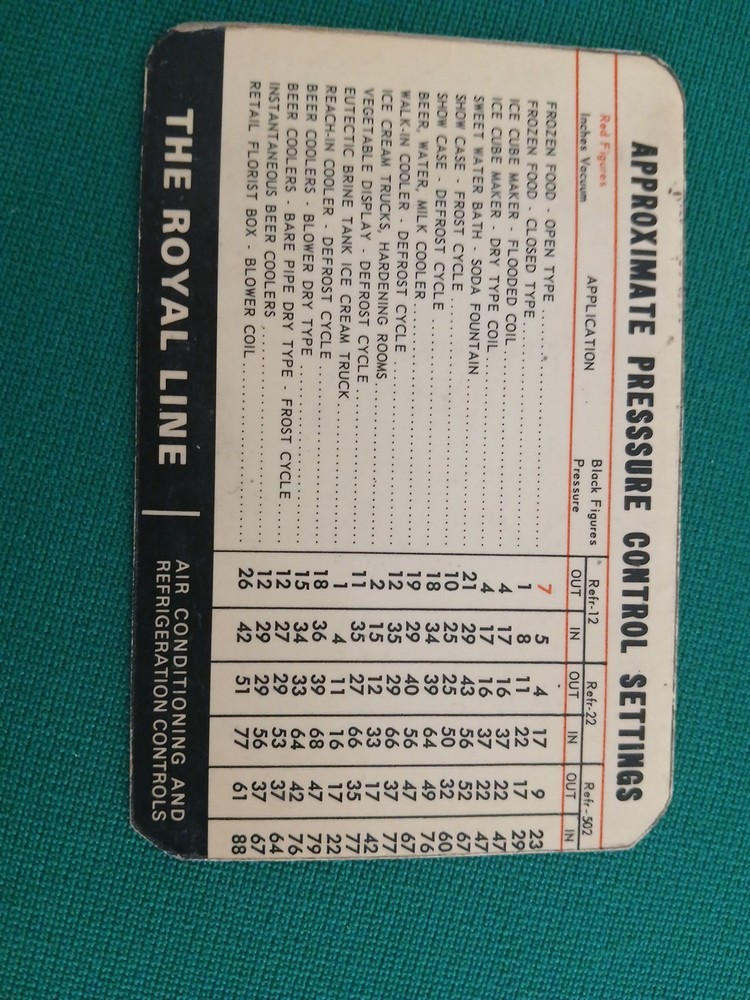 APPROXIMATE PRESSSURE CONTROL SETTINGS
Red Figures
Inches Vacuum
APPLICATION
Black Figures
Pressure
Refr-12 Refr-22 Refr-502
OUT IN OUT IN OUT IN
FROZEN FOOD - OPEN TYPE 7 5 4 17 9 23
FROZEN FOOD - CLOSED TYPE 1 8 11 22 17 29
ICE CUBE MAKER - FLOODED COIL 4 17 16 37 22 47
ICE CUBE MAKER - DRY TYPE COIL 4 17 16 37 22 47
SWEET WATER BATH - SODA FOUNTAIN 21 29 43 56 52 67
SHOW CASE - FROST CYCLE 10 25 25 50 32 60
SHOW CASE - DEFROST CYCLE 18 34 39 64 49 76
BEER, WATER, MILK COOLER 19 29 40 56 47 67
WALK-IN COOLER - DEFROST CYCLE 12 35 29 66 37 77
ICE CREAM TRUCKS, HARDENING ROOMS 2 15 12 33 17 42
VEGETABLE DISPLAY - DEFROST CYCLE 11 35 27 66 35 77
EUTECTIC BRINE TANK ICE CREAM TRUCK 1 4 11 16 17 22
REACH-IN COOLER - DEFROST CYCLE 18 36 39 68 47 79
BEER COOLERS - BLOWER DRY TYPE 15 34 33 64 42 76
BEER COOLERS - BARE PIPE DRY TYPE - FROST CYCLE 12 27 29 53 37 64
INSTANTANEOUS BEER COOLERS 12 29 29 56 37 67
RETAIL FLORIST BOX - BLOWER COIL 26 42 51 77 61 88
THE ROYAL LINE
AIR CONDITIONING AND
REFRIGERATION CONTROLS